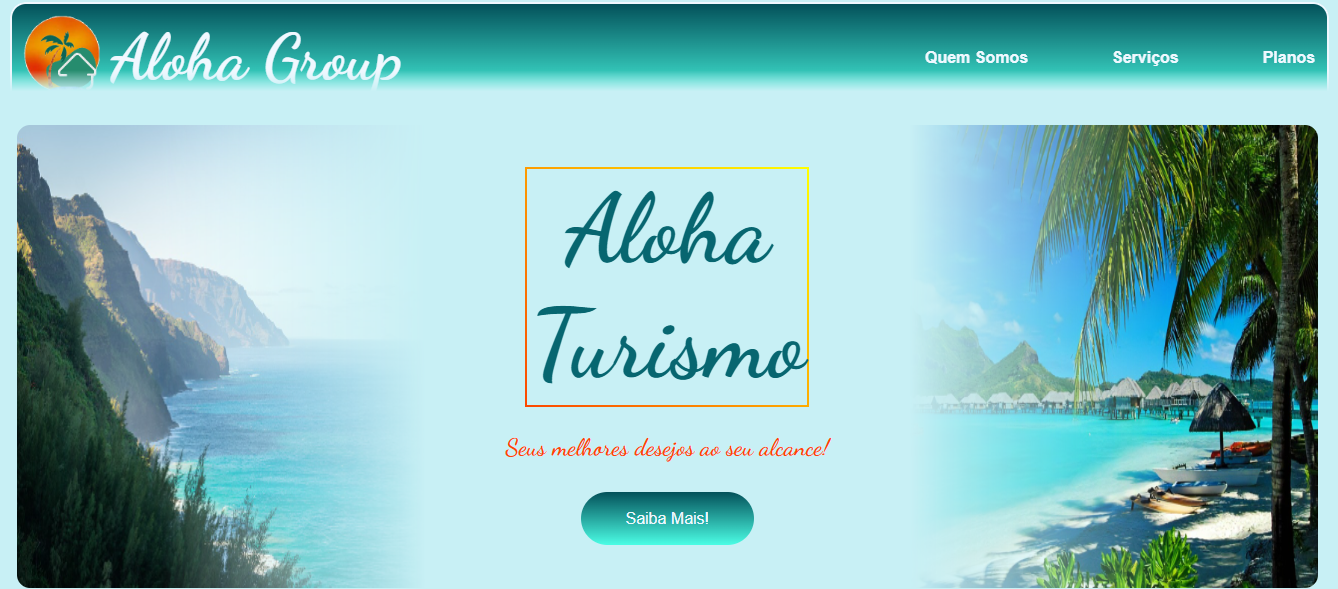 Aloha Group
Quem Somos
Serviços
Planos
Aloha
Turismo
Seus melhores desejos ao seu alcance!
Saiba Mais!